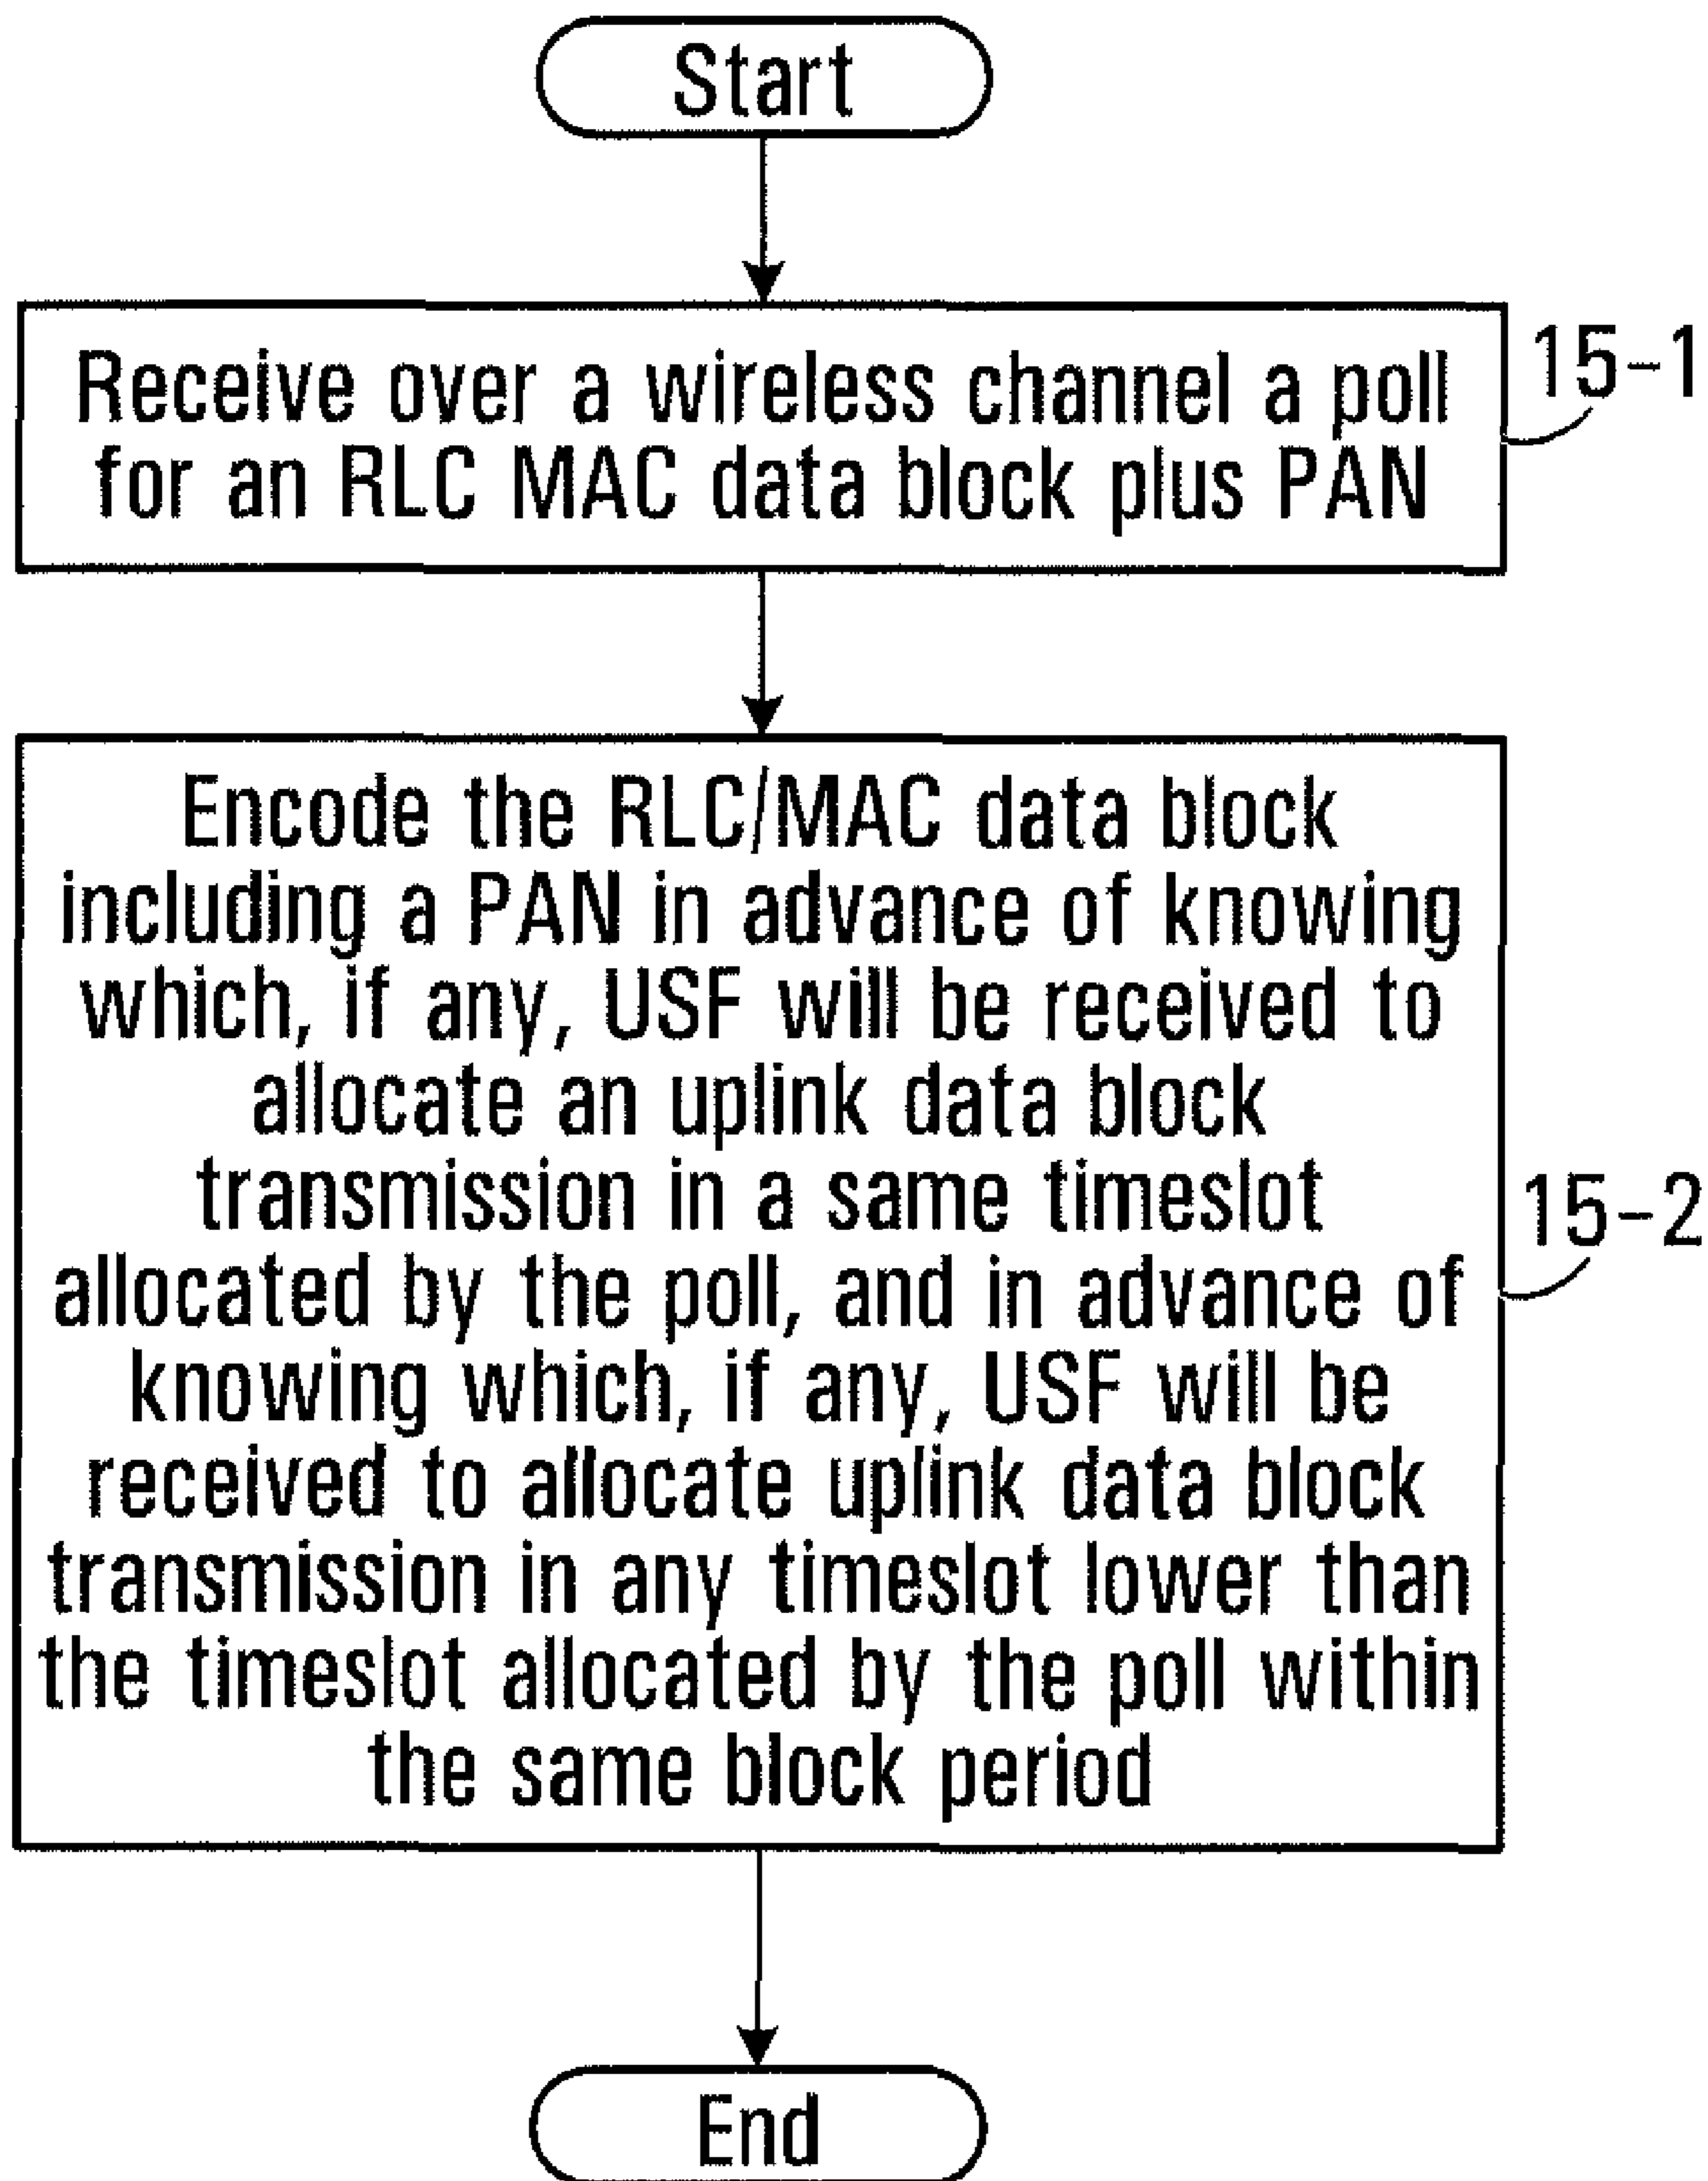 Start
Receive over a wireless channel a poll
for an RLC MAC data block plus PAN
15-1
Encode the RLC/MAC data block
including a PAN in advance of knowing
which, if any, USF will be received to
allocate an uplink data block
transmission in a same timeslot
allocated by the poll, and in advance of
knowing which, if any, USF will be
received to allocate uplink data block
transmission in any timeslot lower than
the timeslot allocated by the poll within
the same block period
15-2
End